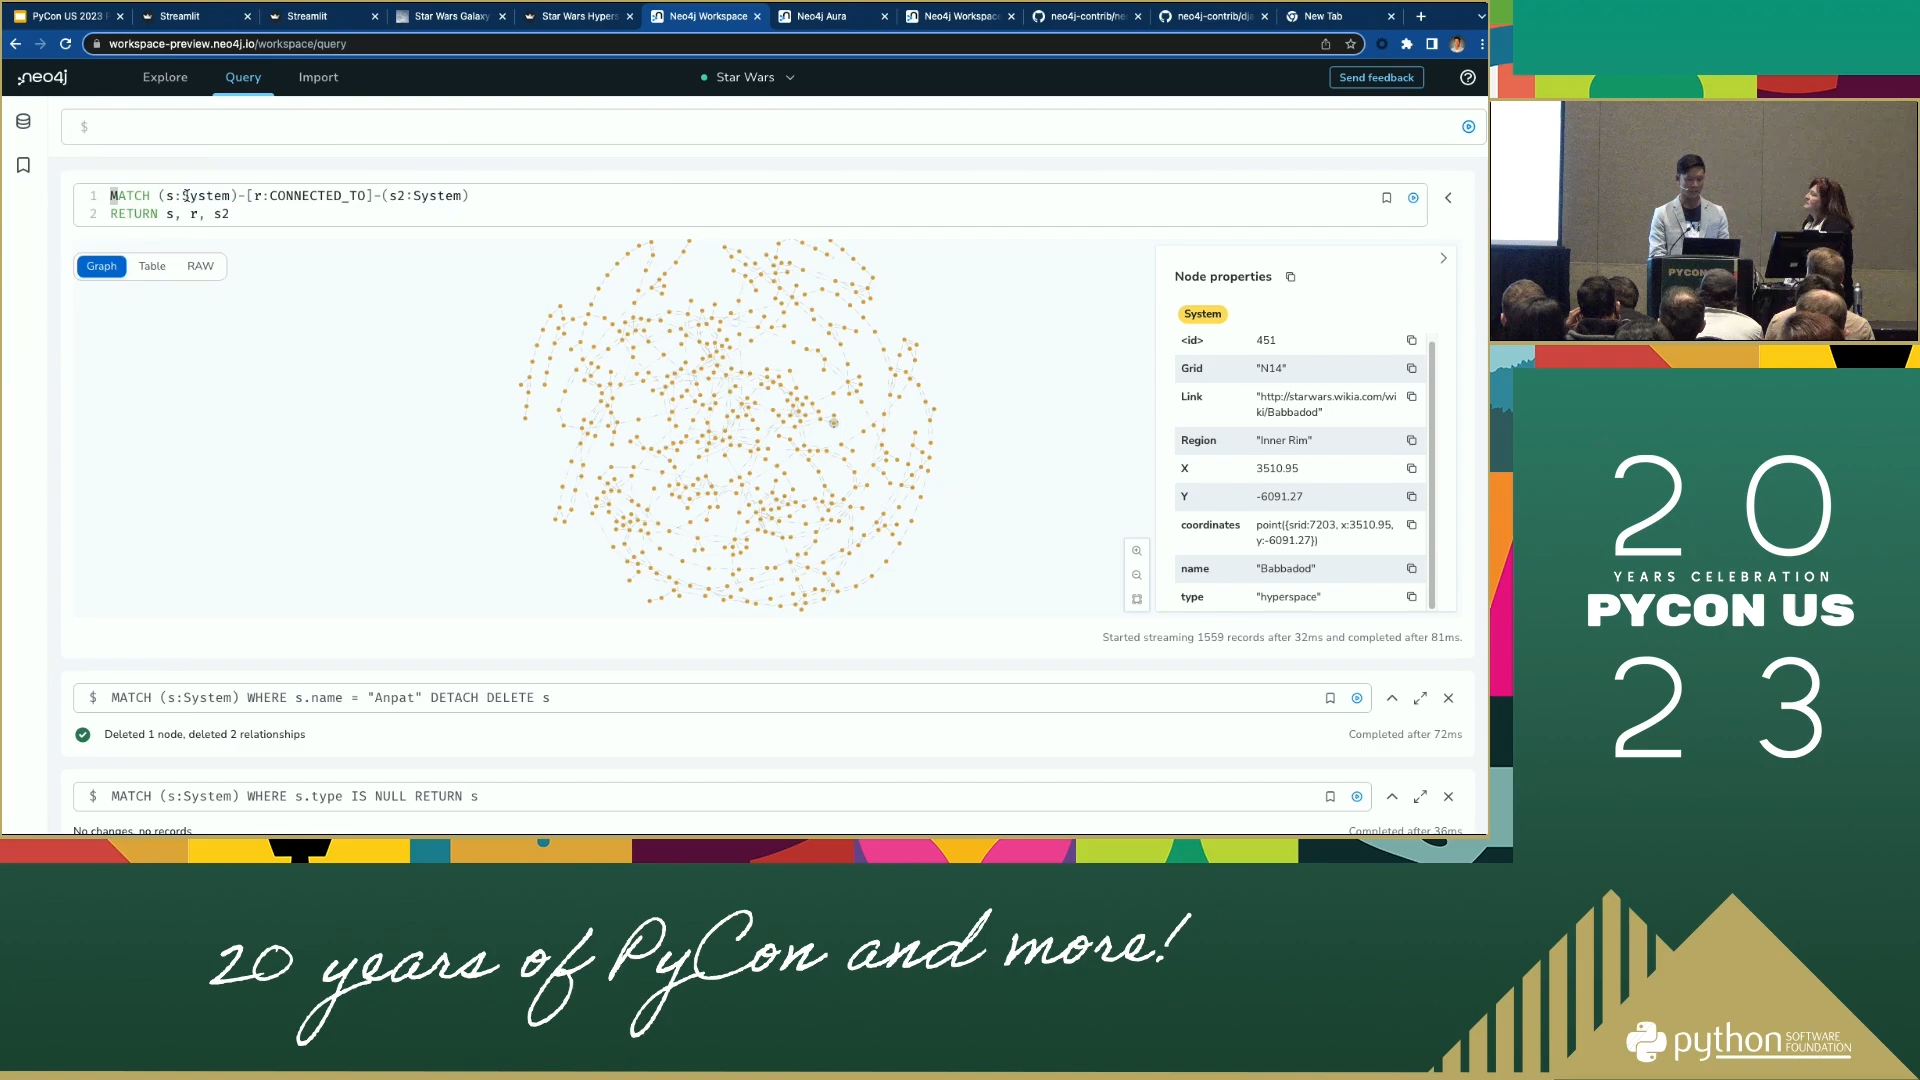 PyCon US 2023
Streamlit
Streamlit
Star Wars Galaxy
Star Wars Hypers
Neo4j Workspace
Neo4j Aura
Neo4j Workspace
neo4j-contrib/ne
neo4j-contrib/dja
New Tab
workspace-preview.neo4j.io/workspace/query
neo4j
Explore
Query
Import
Star Wars
Send feedback
$
1 MATCH (s:System)-[r:CONNECTED_TO]-(s2:System)
2 RETURN s, r, s2
Graph
Table
RAW
Node properties
System
<id> 451
Grid "N14"
Link "http://starwars.wikia.com/wi
ki/Babbadod"
Region "Inner Rim"
X 3510.95
Y -6091.27
coordinates point({srid:7203, x:3510.95,
y:-6091.27})
name "Babbadod"
type "hyperspace"
Started streaming 1559 records after 32ms and completed after 81ms.
$ MATCH (s:System) WHERE s.name = "Anpat" DETACH DELETE s
Deleted 1 node, deleted 2 relationships
Completed after 72ms
$ MATCH (s:System) WHERE s.type IS NULL RETURN s
No changes, no records
Completed after 36ms
PYCON
20
YEARS CELEBRATION
PYCON US
23
20 years of PyCon and more!
python
SOFTWARE
FOUNDATION